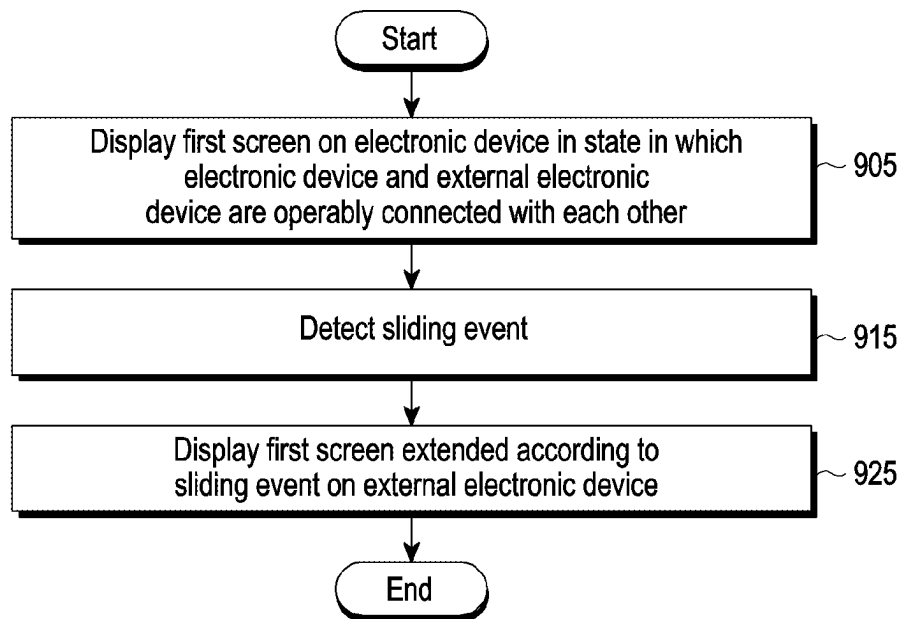 Start
Display first screen on electronic device in state in which
electronic device and external electronic
device are operably connected with each other
905
Detect sliding event
915
Display first screen extended according to
sliding event on external electronic device
925
End